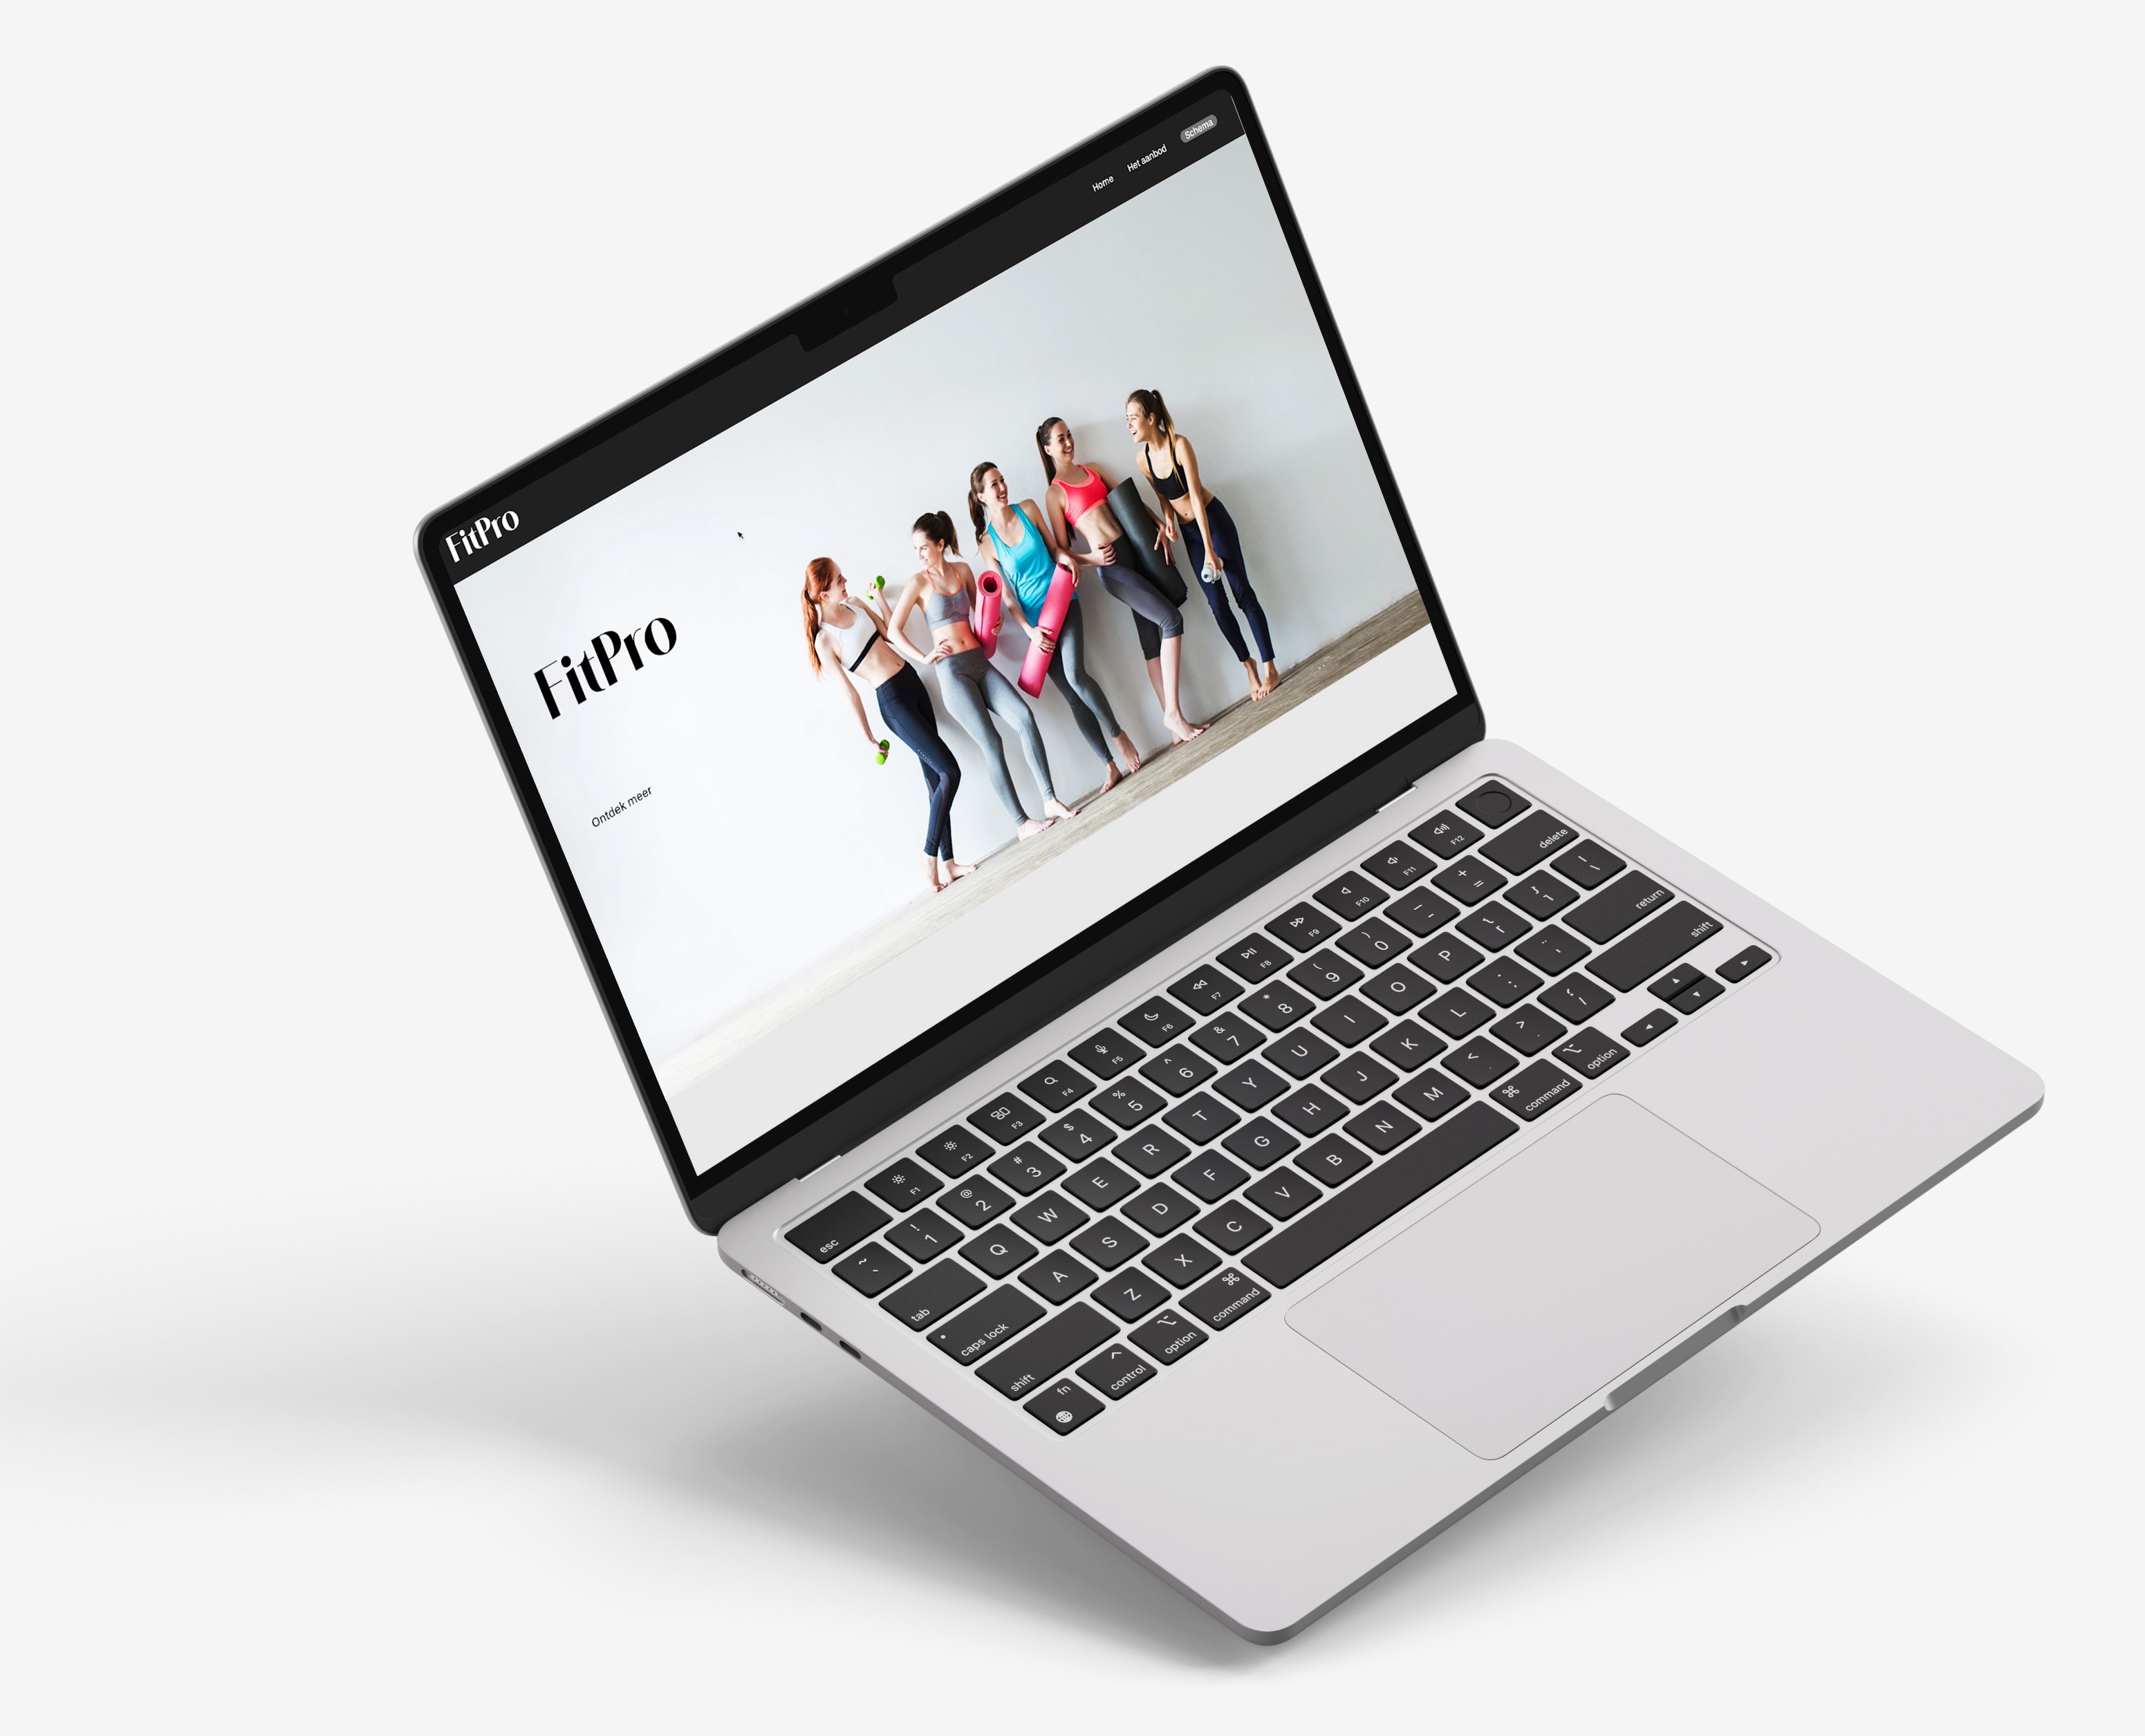 FitPro
Home
Het aanbod
Schema
FitPro
Ontdek meer
esc
F1
F2
F3
F4
F5
F6
F7
F8
F9
F10
F11
F12
~ `
! 1
@ 2
# 3
$ 4
% 5
^ 6
& 7
* 8
( 9
) 0
_ -
+ =
delete
tab
Q W E R T Y U I O P { [ } ] | \
caps lock
A S D F G H J K L : ; " '
return
shift
Z X C V B N M < , > . ? /
shift
fn
control
option
command
command
option